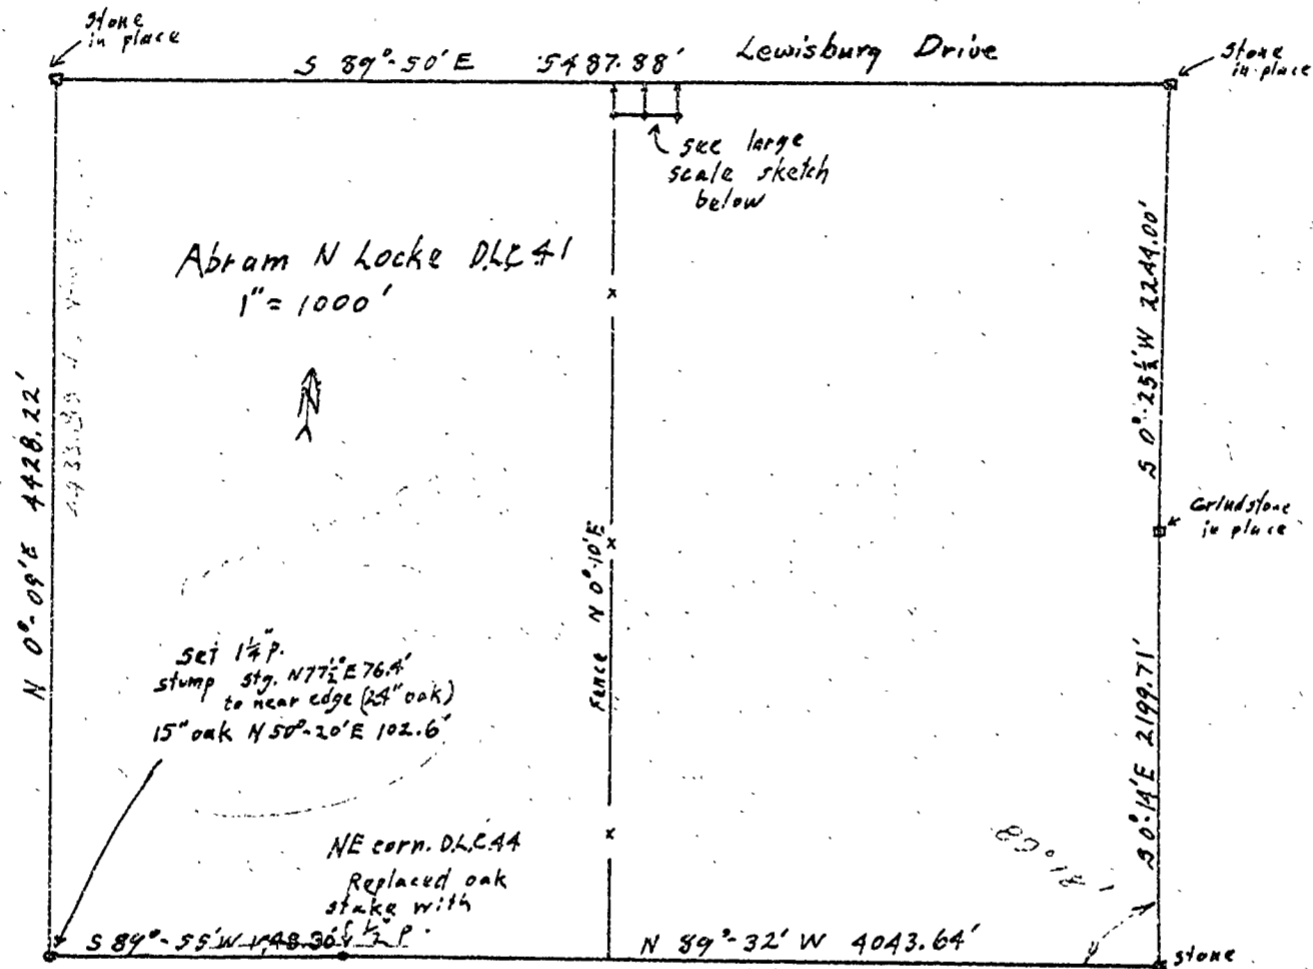 stone
in place
S 89°-50' E 5487.88' Lewisburg Drive
stone
in place
see large
scale sketch
below
Abram N Locke D.L.C. 41
1" = 1000'
N 0°-09' E 4428.22'
S 0°-25½' W 2244.00'
Grindstone
in place
Fence N 0°-10' E
set 1¼" p.
stump stg. N77½° E 76.4'
to near edge (24" oak)
15" oak N 50°-20' E 102.6'
S 0°-14' E 2199.71'
NE corn. D.L.C. 44
Replaced oak
stake with
½" p.
S 89°-55' W
N 89°-32' W 4043.64'
stone